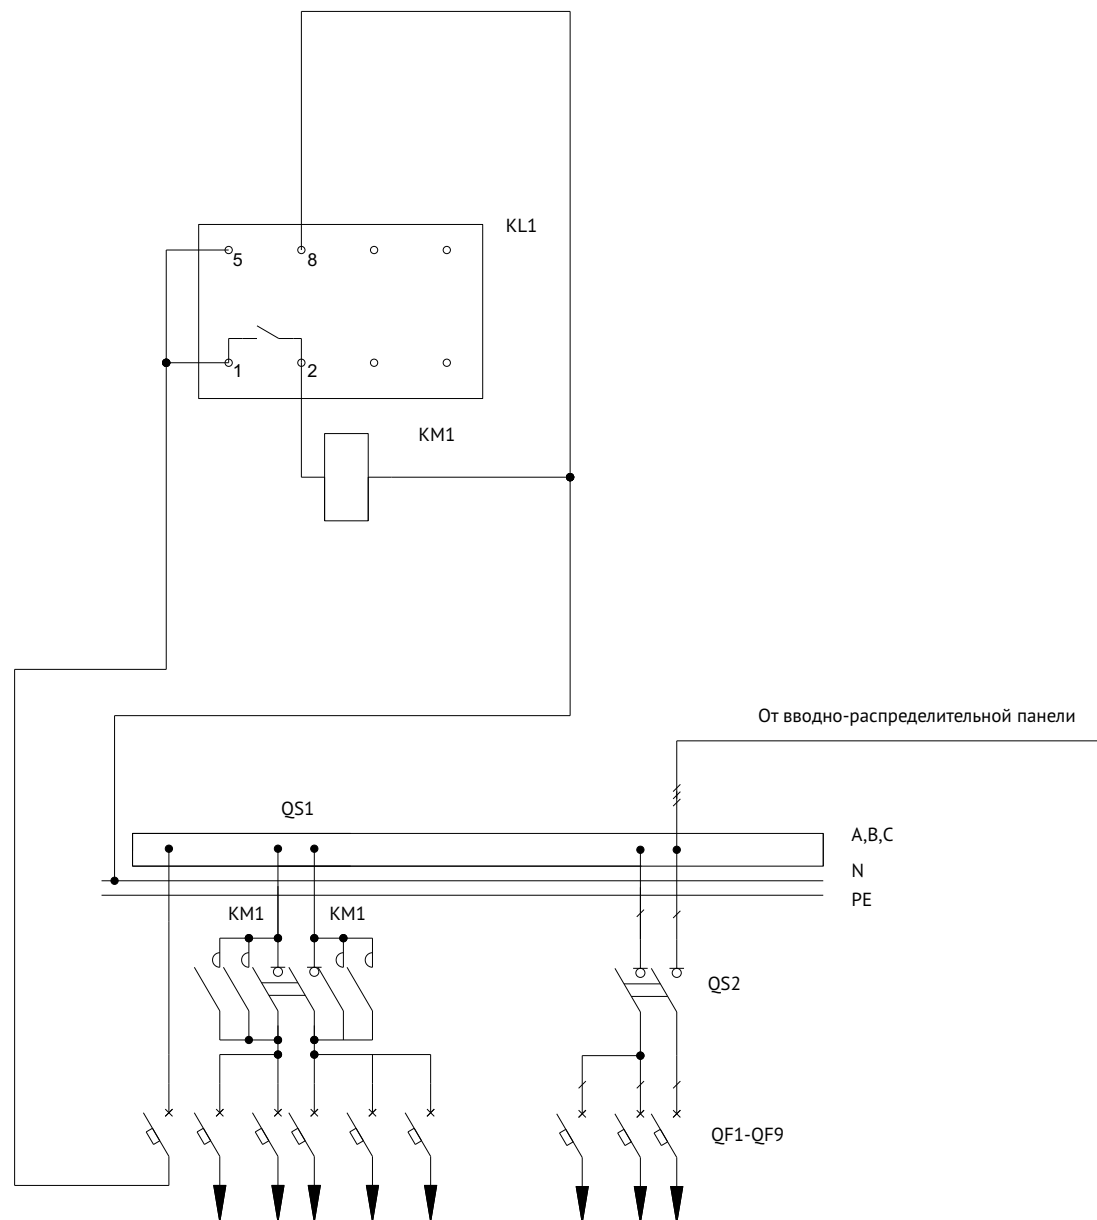 KL1
5 8
1 2
KM1
От вводно-распределительной панели
QS1
A,B,C
N
PE
KM1 KM1
QS2
QF1-QF9